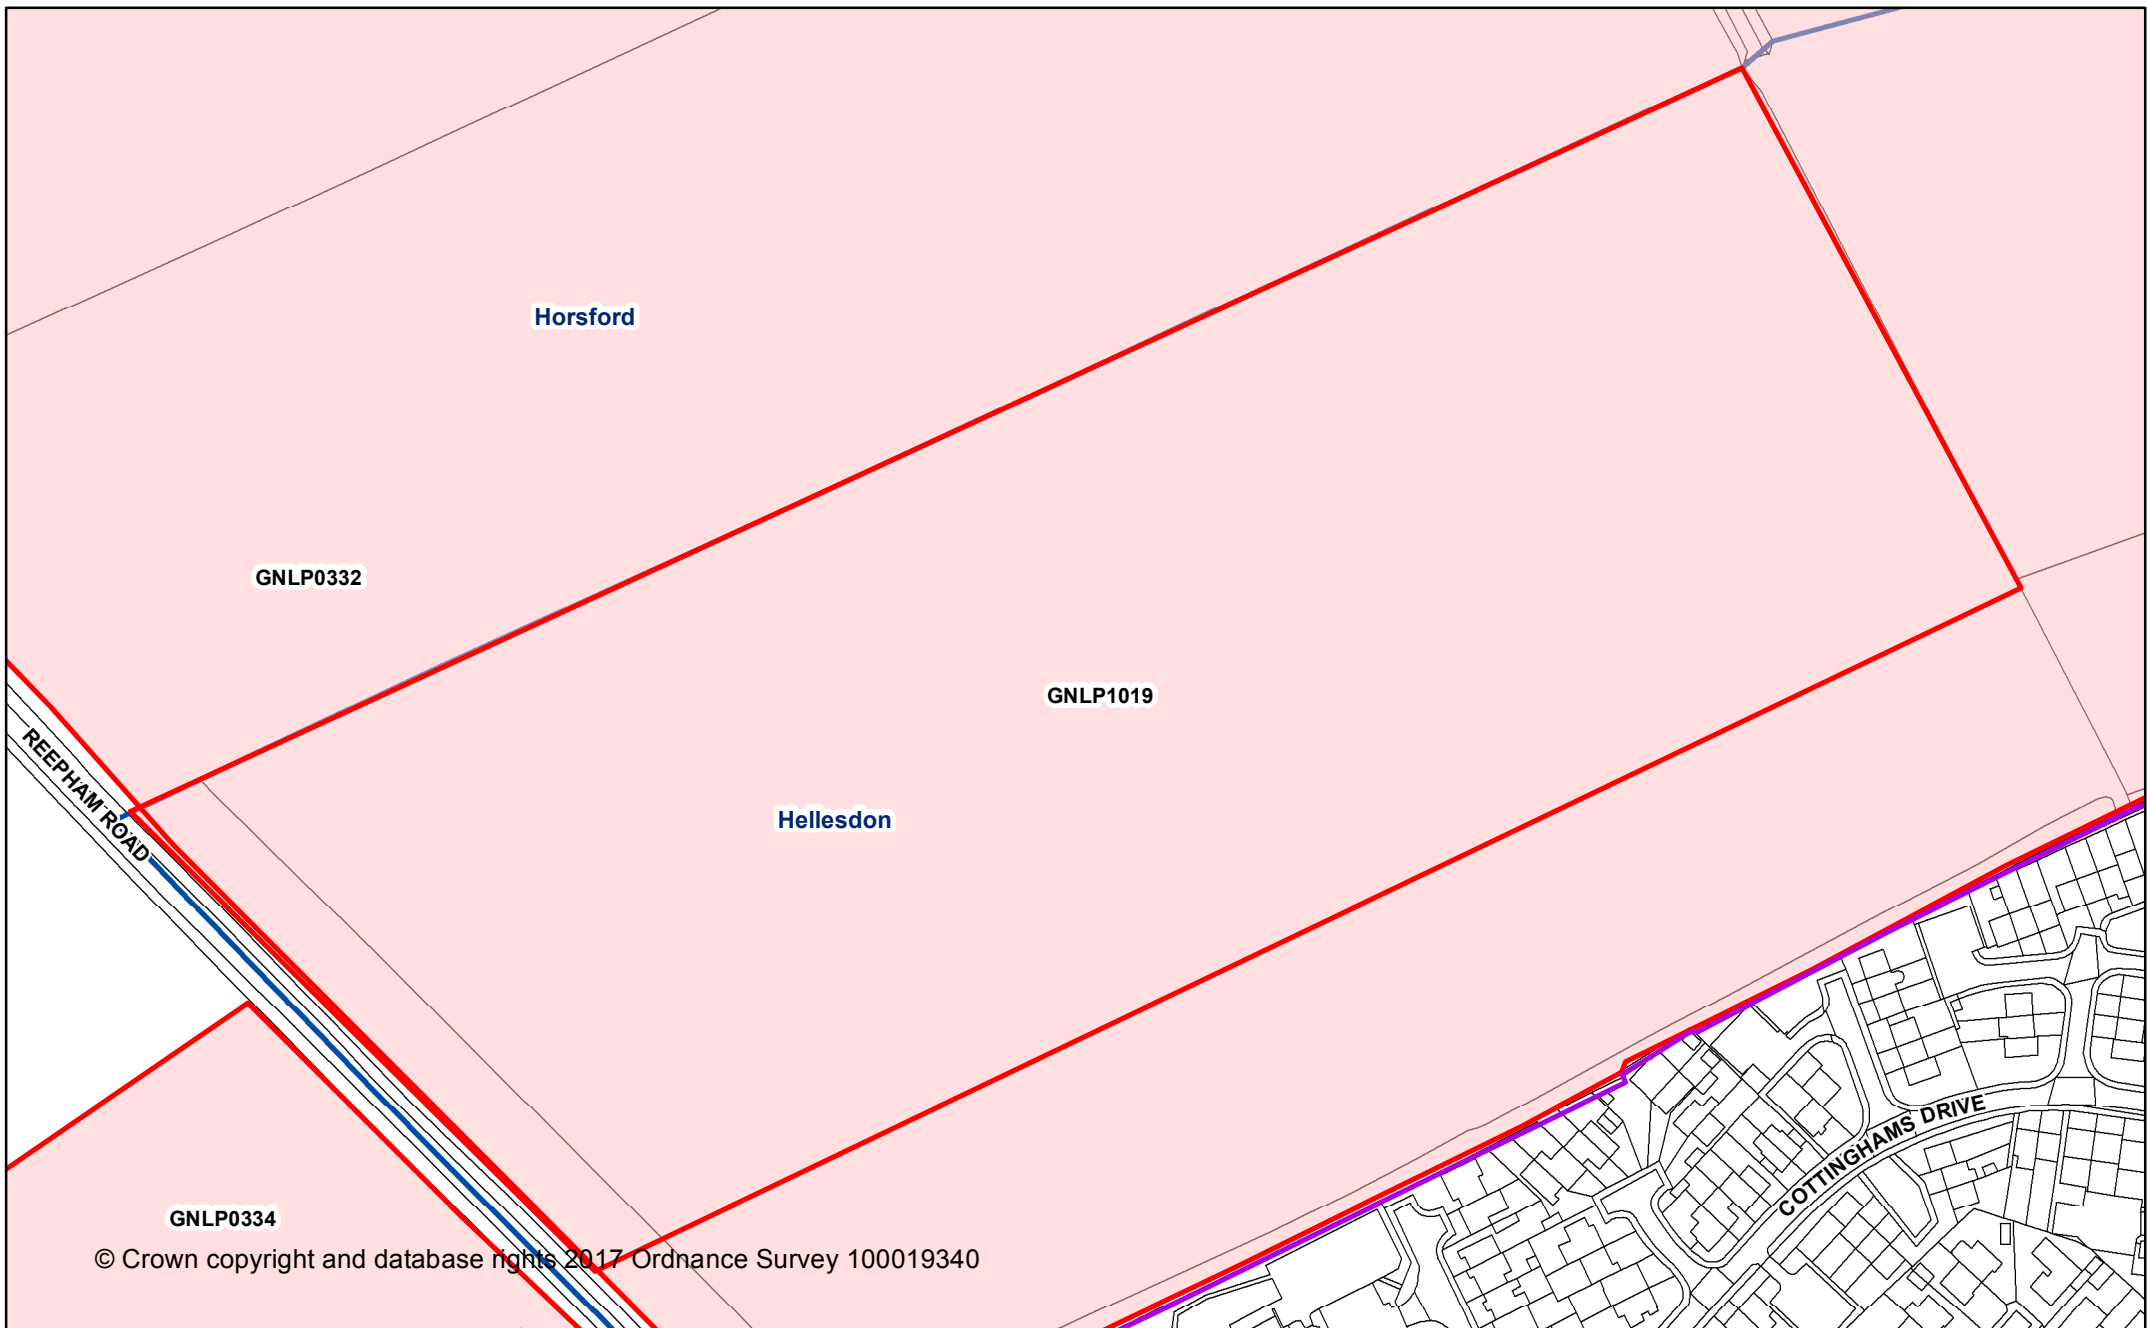 Horsford
GNLP0332
GNLP1019
REEPHAM ROAD
Hellesdon
COTTINGHAMS DRIVE
GNLP0334
© Crown copyright and database rights 2017 Ordnance Survey 100019340